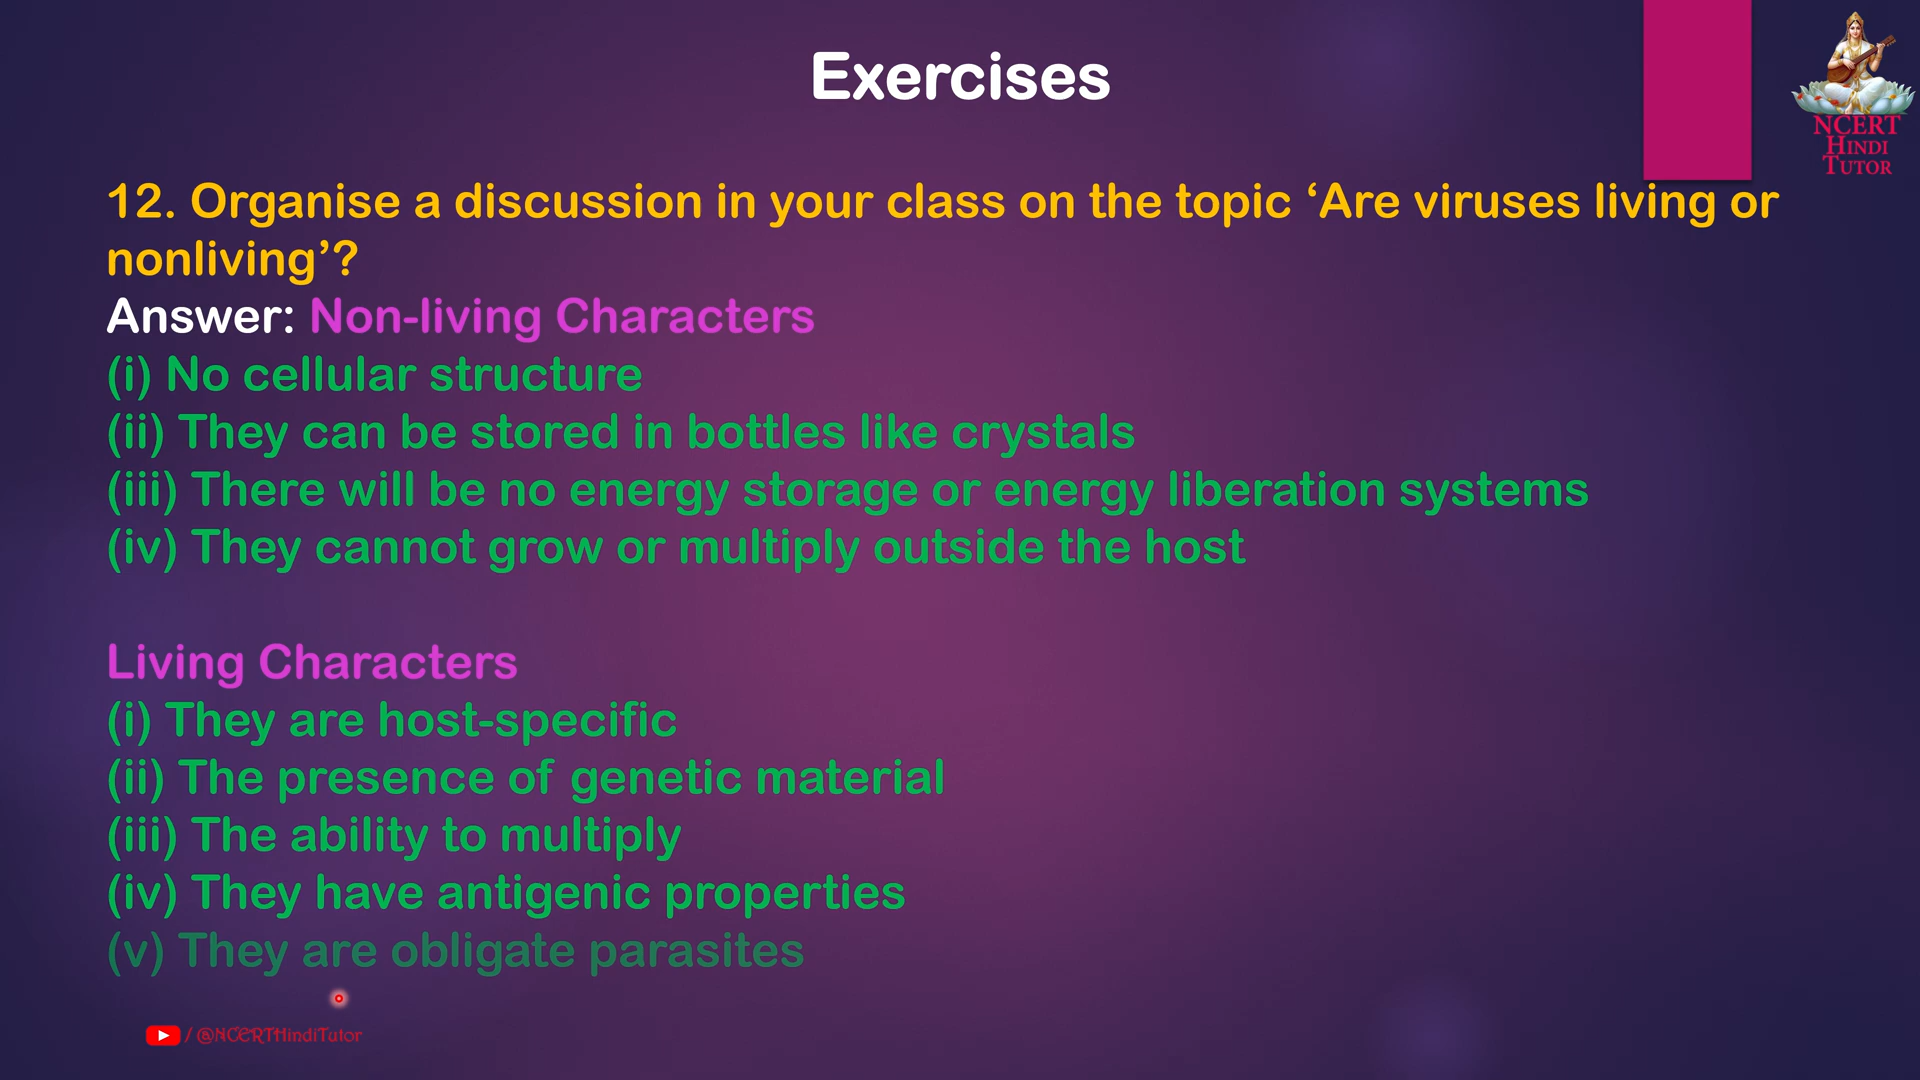 Exercises
NCERT
HINDI
TUTOR
12. Organise a discussion in your class on the topic ‘Are viruses living or
nonliving’?
Answer: Non-living Characters
(i) No cellular structure
(ii) They can be stored in bottles like crystals
(iii) There will be no energy storage or energy liberation systems
(iv) They cannot grow or multiply outside the host
Living Characters
(i) They are host-specific
(ii) The presence of genetic material
(iii) The ability to multiply
(iv) They have antigenic properties
(v) They are obligate parasites
/ @NCERTHindiTutor